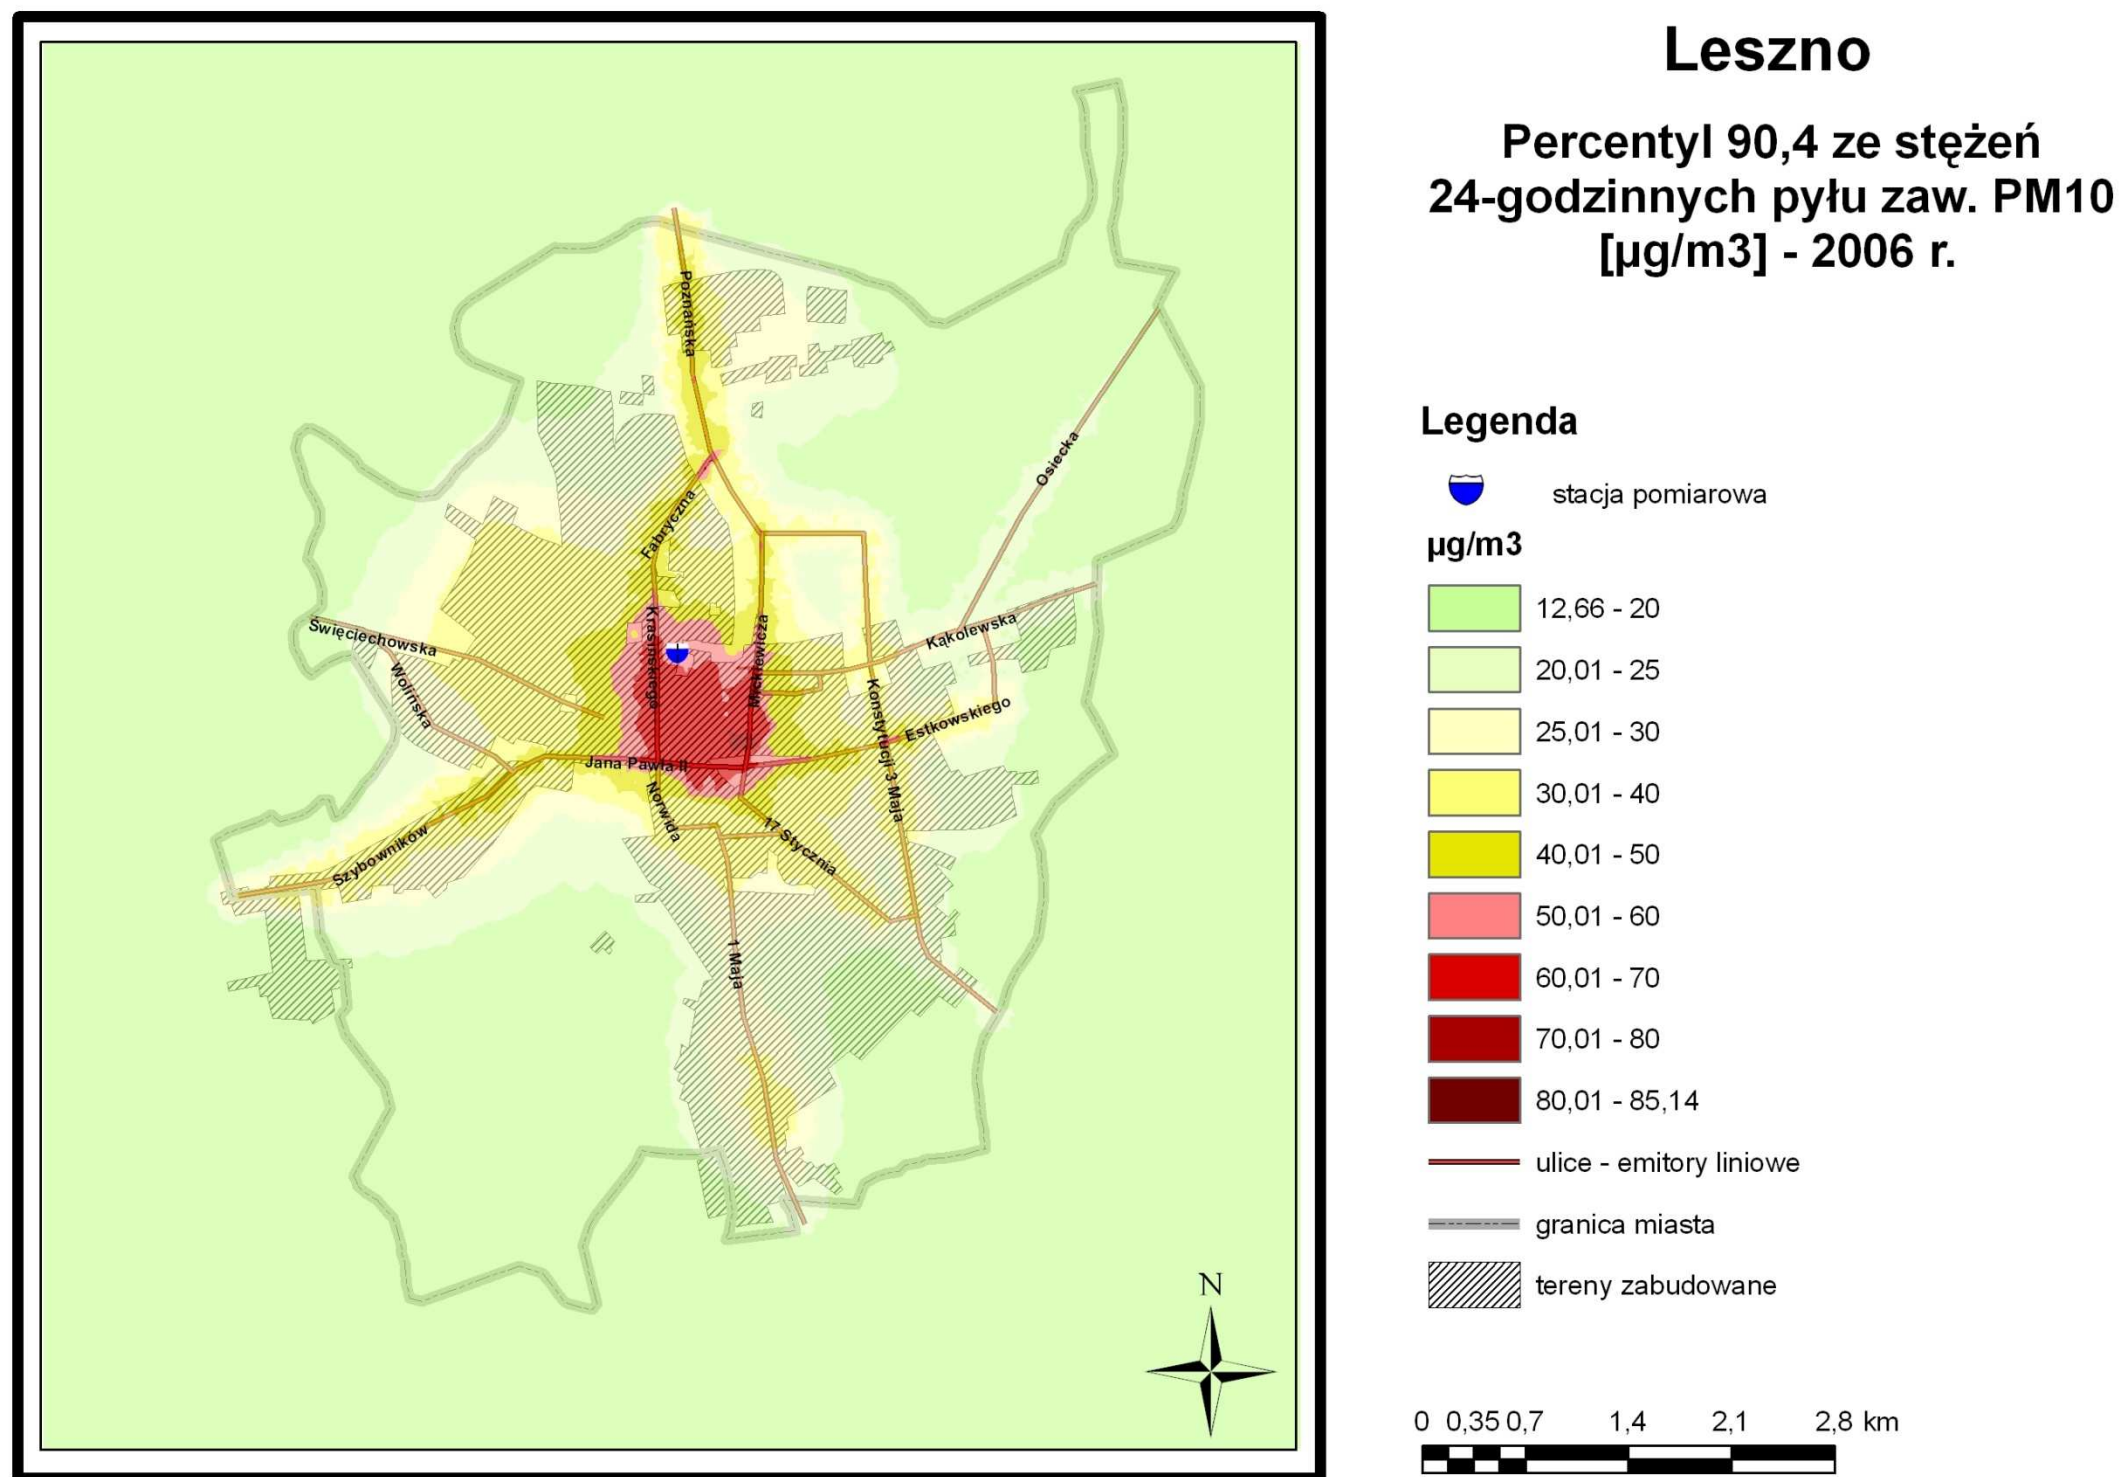 Leszno
Percentyl 90,4 ze stężeń
24-godzinnych pyłu zaw. PM10
[µg/m3] - 2006 r.
Poznańska
Osiecka
Fabryczna
Krasińskiego
Mickiewicza
Kąkolewska
Święciechowska
Wolińska
Konstytucji 3 Maja
Estkowskiego
Jana Pawła II
Norwida
17 Stycznia
Szybowników
1 Maja
N
Legenda
stacja pomiarowa
µg/m3
12,66 - 20
20,01 - 25
25,01 - 30
30,01 - 40
40,01 - 50
50,01 - 60
60,01 - 70
70,01 - 80
80,01 - 85,14
ulice - emitory liniowe
granica miasta
tereny zabudowane
0 0,35 0,7 1,4 2,1 2,8 km